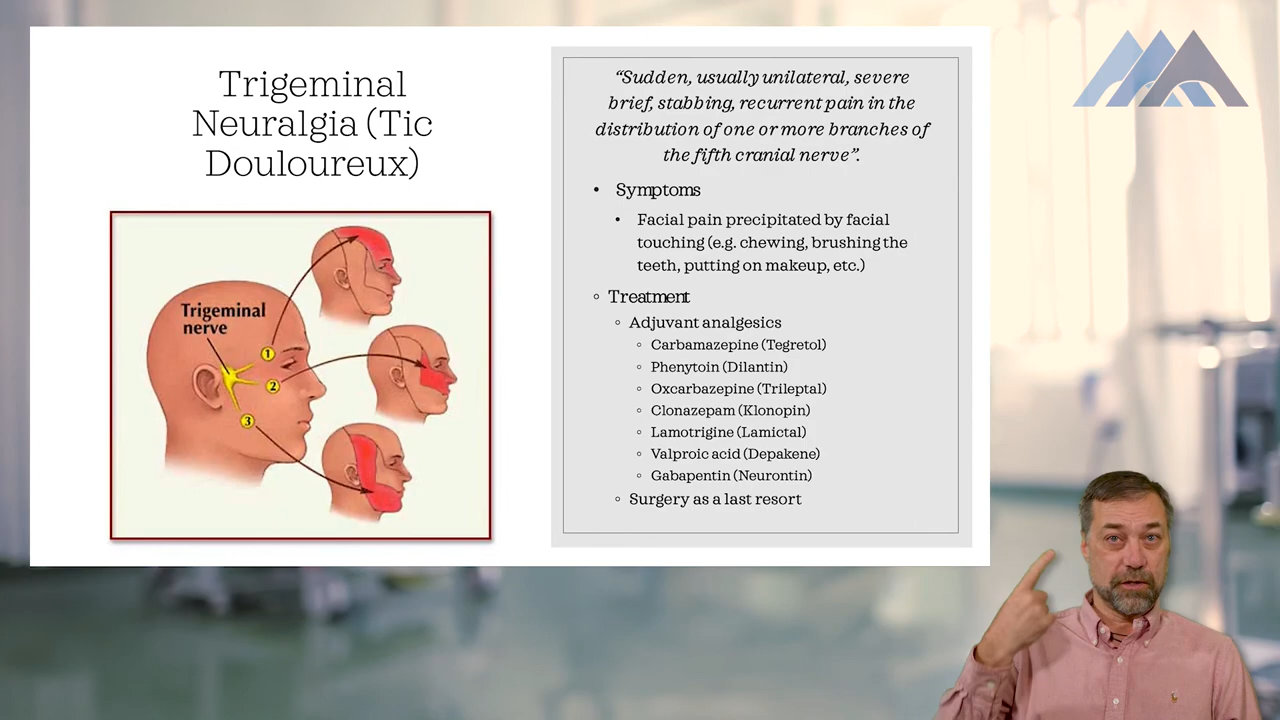 Trigeminal
Neuralgia (Tic
Douloureux)
Trigeminal
nerve
1
2
3
“Sudden, usually unilateral, severe
brief, stabbing, recurrent pain in the
distribution of one or more branches of
the fifth cranial nerve”.
• Symptoms
• Facial pain precipitated by facial
touching (e.g. chewing, brushing the
teeth, putting on makeup, etc.)
◦ Treatment
◦ Adjuvant analgesics
◦ Carbamazepine (Tegretol)
◦ Phenytoin (Dilantin)
◦ Oxcarbazepine (Trileptal)
◦ Clonazepam (Klonopin)
◦ Lamotrigine (Lamictal)
◦ Valproic acid (Depakene)
◦ Gabapentin (Neurontin)
◦ Surgery as a last resort